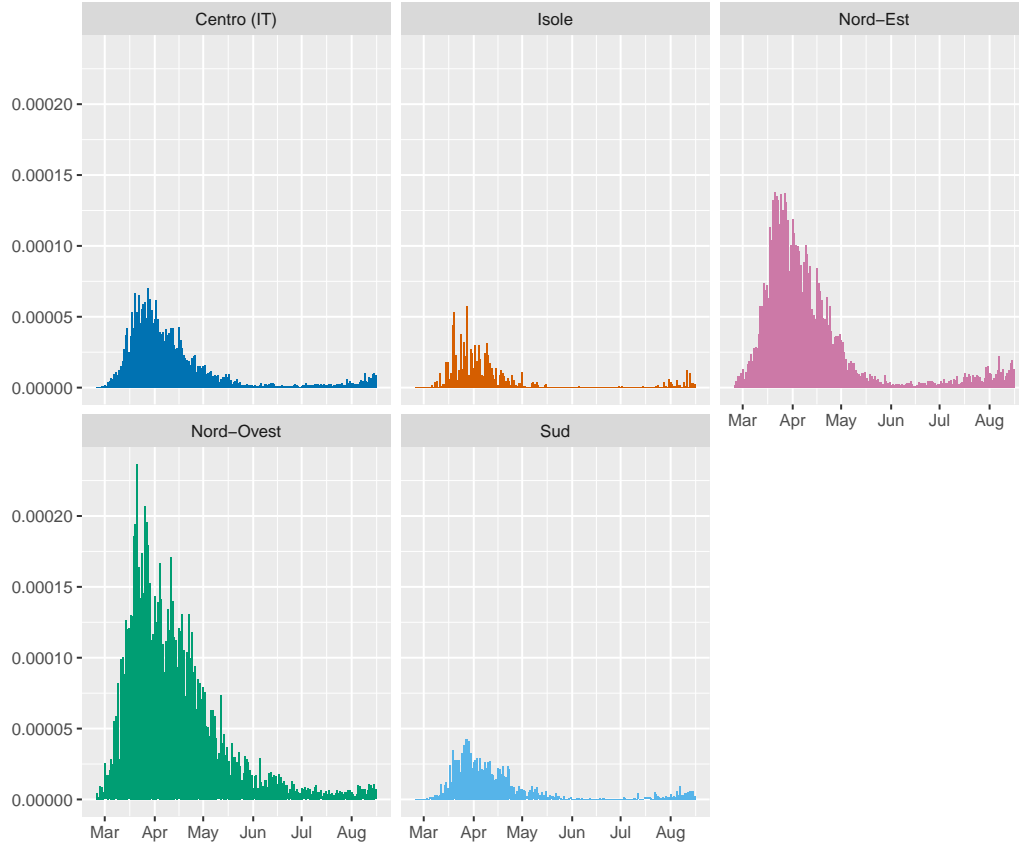 Centro (IT) Isole Nord−Est
0.00020
0.00015
0.00010
0.00005
0.00000
Mar Apr May Jun Jul Aug
Nord−Ovest Sud
0.00020
0.00015
0.00010
0.00005
0.00000
Mar Apr May Jun Jul Aug Mar Apr May Jun Jul Aug